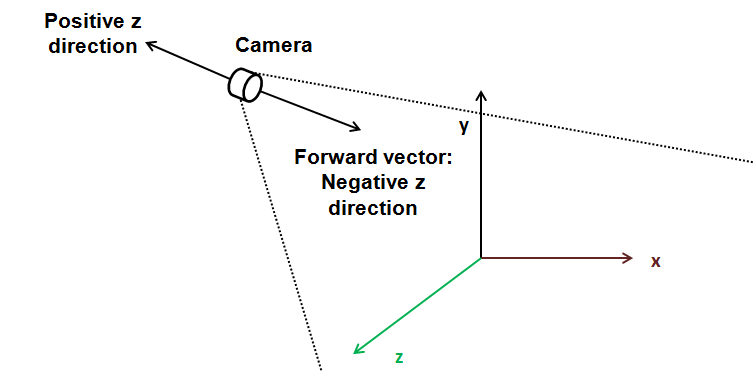 Positive z
direction
Camera
y
Forward vector:
Negative z
direction
x
z